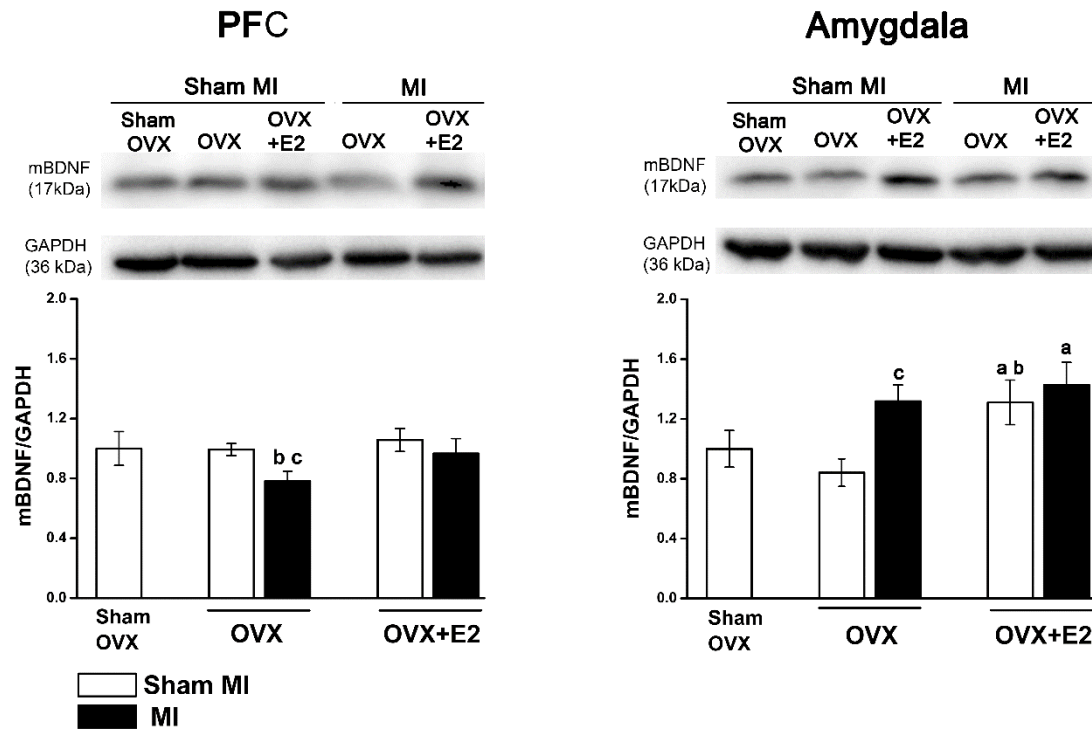 PFC
Sham MI MI
Sham
OVX OVX OVX
+E2 OVX OVX
+E2
mBDNF
(17kDa)
GAPDH
(36 kDa)
2.0
1.6
1.2
0.8
0.4
0.0
mBDNF/GAPDH
b c
Sham
OVX
OVX
OVX+E2
Sham MI
MI
Amygdala
Sham MI MI
Sham
OVX OVX OVX
+E2 OVX OVX
+E2
mBDNF
(17kDa)
GAPDH
(36 kDa)
2.0
1.6
1.2
0.8
0.4
0.0
mBDNF/GAPDH
c
a b
a
Sham
OVX
OVX
OVX+E2